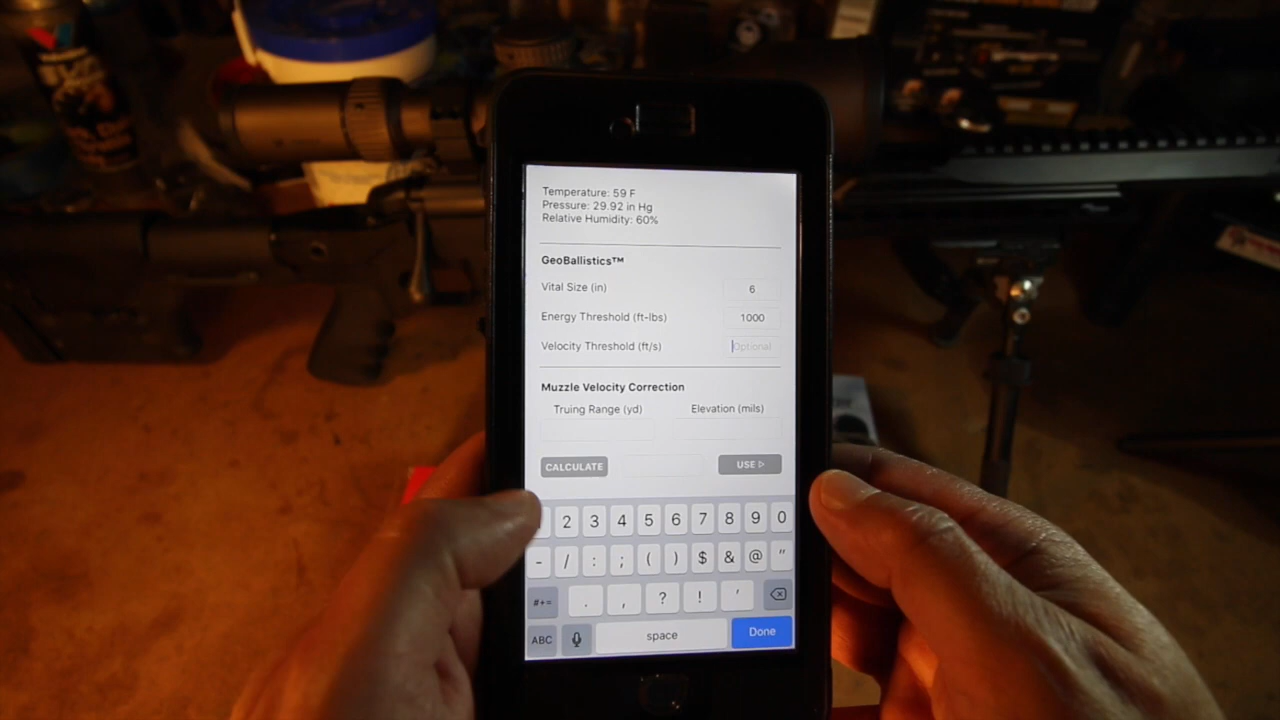 Temperature: 59 F
Pressure: 29.92 in Hg
Relative Humidity: 60%
GeoBallistics™
Vital Size (in) 6
Energy Threshold (ft-lbs) 1000
Velocity Threshold (ft/s) Optional
Muzzle Velocity Correction
Truing Range (yd) Elevation (mils)
CALCULATE USE ▷
2 3 4 5 6 7 8 9 0
- / : ; ( ) $ & @ "
#+= . , ? ! '
ABC space Done